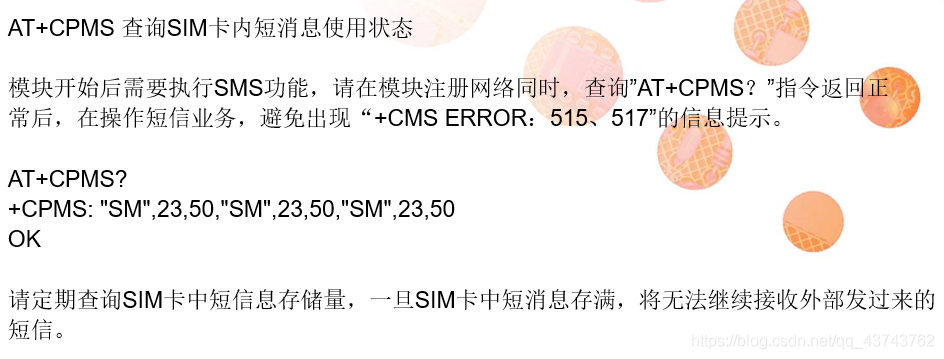 AT+CPMS 查询SIM卡内短消息使用状态
模块开始后需要执行SMS功能，请在模块注册网络同时，查询”AT+CPMS？”指令返回正
常后，在操作短信业务，避免出现“+CMS ERROR：515、517”的信息提示。
AT+CPMS?
+CPMS: "SM",23,50,"SM",23,50,"SM",23,50
OK
请定期查询SIM卡中短信息存储量，一旦SIM卡中短消息存满，将无法继续接收外部发过来的
短信。
https://blog.csdn.net/qq_43743762